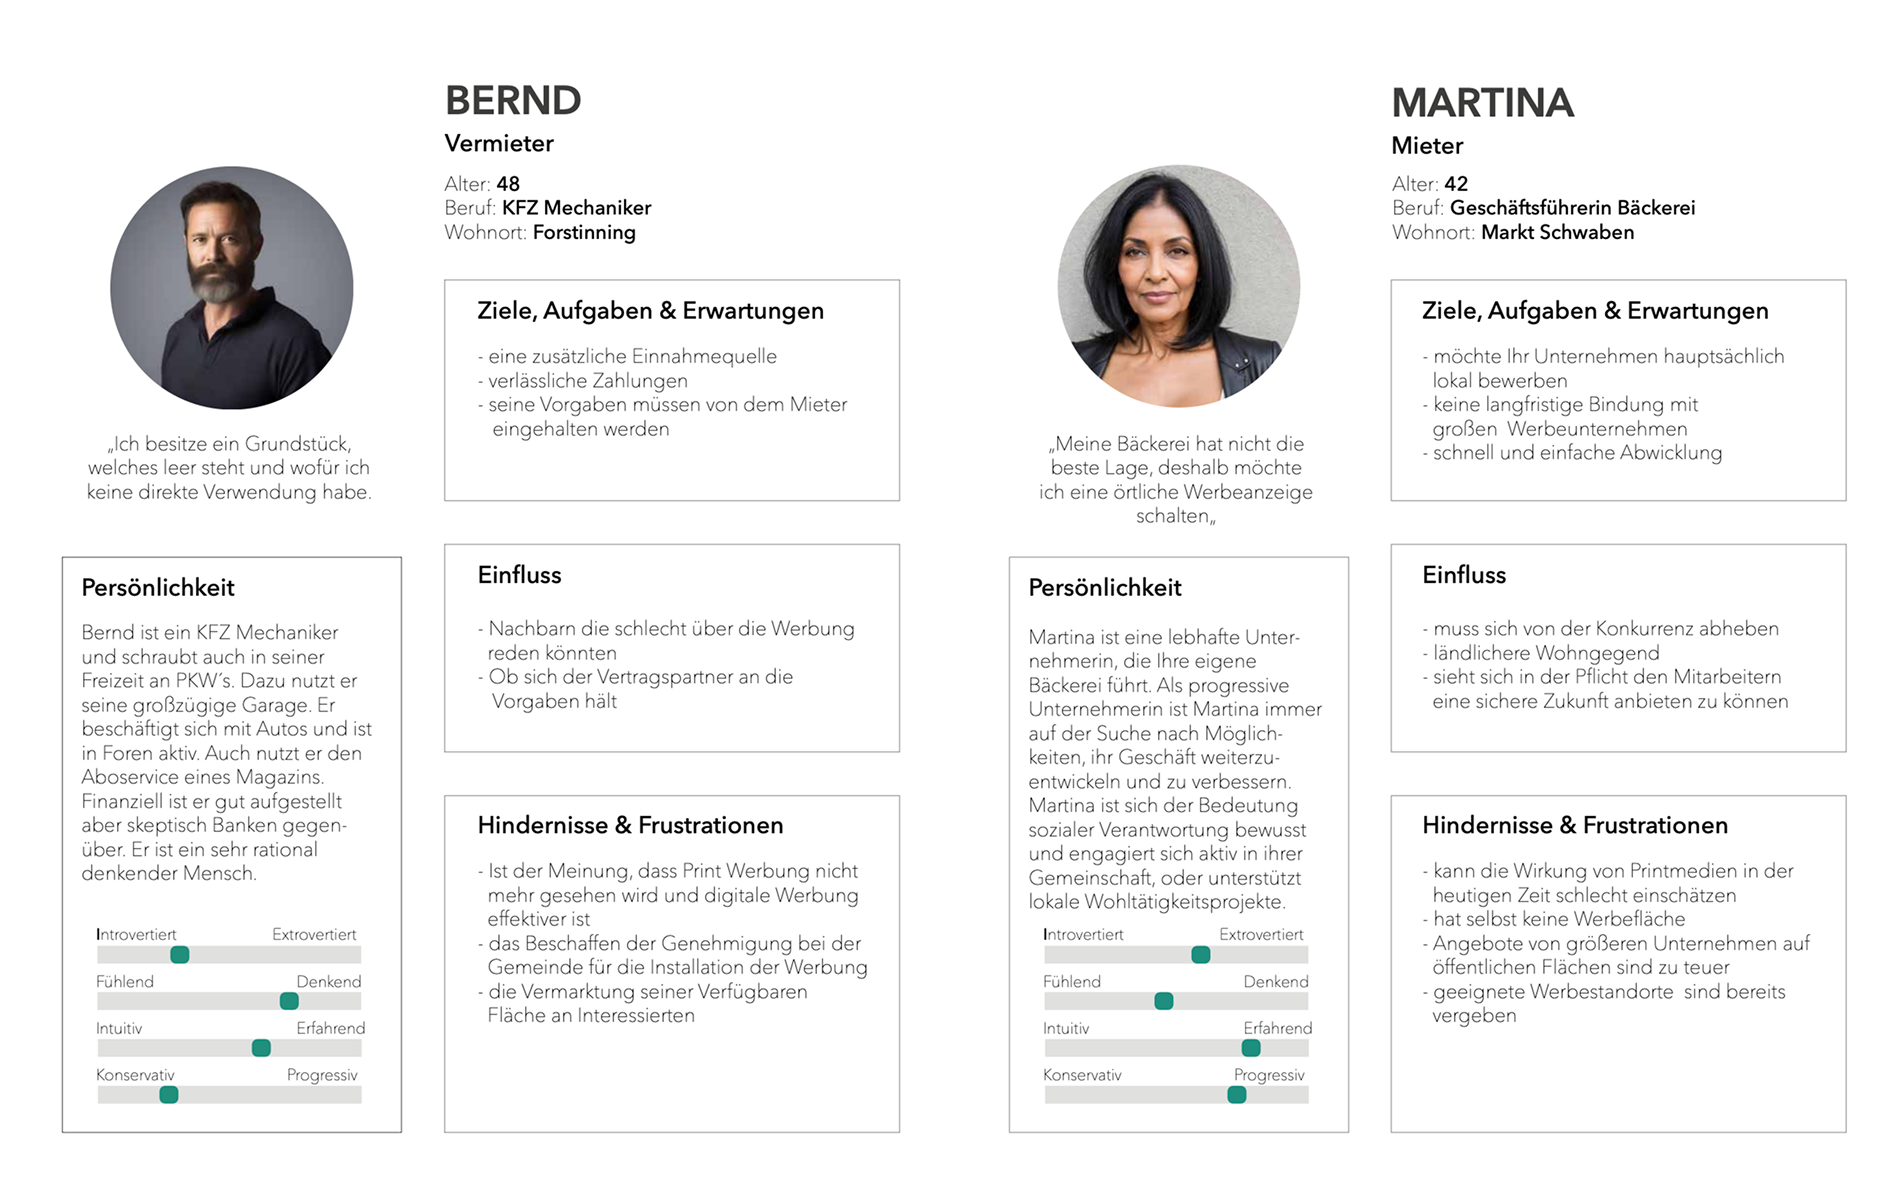 BERND
Vermieter
Alter: 48
Beruf: KFZ Mechaniker
Wohnort: Forstinning
„Ich besitze ein Grundstück,
welches leer steht und wofür ich
keine direkte Verwendung habe.
Ziele, Aufgaben & Erwartungen
- eine zusätzliche Einnahmequelle
- verlässliche Zahlungen
- seine Vorgaben müssen von dem Mieter
eingehalten werden
Persönlichkeit
Bernd ist ein KFZ Mechaniker
und schraubt auch in seiner
Freizeit an PKW´s. Dazu nutzt er
seine großzügige Garage. Er
beschäftigt sich mit Autos und ist
in Foren aktiv. Auch nutzt er den
Aboservice eines Magazins.
Finanziell ist er gut aufgestellt
aber skeptisch Banken gegen-
über. Er ist ein sehr rational
denkender Mensch.
Introvertiert Extrovertiert
Fühlend Denkend
Intuitiv Erfahrend
Konservativ Progressiv
Einfluss
- Nachbarn die schlecht über die Werbung
reden könnten
- Ob sich der Vertragspartner an die
Vorgaben hält
Hindernisse & Frustrationen
- Ist der Meinung, dass Print Werbung nicht
mehr gesehen wird und digitale Werbung
effektiver ist
- das Beschaffen der Genehmigung bei der
Gemeinde für die Installation der Werbung
- die Vermarktung seiner Verfügbaren
Fläche an Interessierten
MARTINA
Mieter
Alter: 42
Beruf: Geschäftsführerin Bäckerei
Wohnort: Markt Schwaben
„Meine Bäckerei hat nicht die
beste Lage, deshalb möchte
ich eine örtliche Werbeanzeige
schalten„
Ziele, Aufgaben & Erwartungen
- möchte Ihr Unternehmen hauptsächlich
lokal bewerben
- keine langfristige Bindung mit
großen Werbeunternehmen
- schnell und einfache Abwicklung
Persönlichkeit
Martina ist eine lebhafte Unter-
nehmerin, die Ihre eigene
Bäckerei führt. Als progressive
Unternehmerin ist Martina immer
auf der Suche nach Möglich-
keiten, ihr Geschäft weiterzu-
entwickeln und zu verbessern.
Martina ist sich der Bedeutung
sozialer Verantwortung bewusst
und engagiert sich aktiv in ihrer
Gemeinschaft, oder unterstützt
lokale Wohltätigkeitsprojekte.
Introvertiert Extrovertiert
Fühlend Denkend
Intuitiv Erfahrend
Konservativ Progressiv
Einfluss
- muss sich von der Konkurrenz abheben
- ländlichere Wohngegend
- sieht sich in der Pflicht den Mitarbeitern
eine sichere Zukunft anbieten zu können
Hindernisse & Frustrationen
- kann die Wirkung von Printmedien in der
heutigen Zeit schlecht einschätzen
- hat selbst keine Werbefläche
- Angebote von größeren Unternehmen auf
öffentlichen Flächen sind zu teuer
- geeignete Werbestandorte sind bereits
vergeben